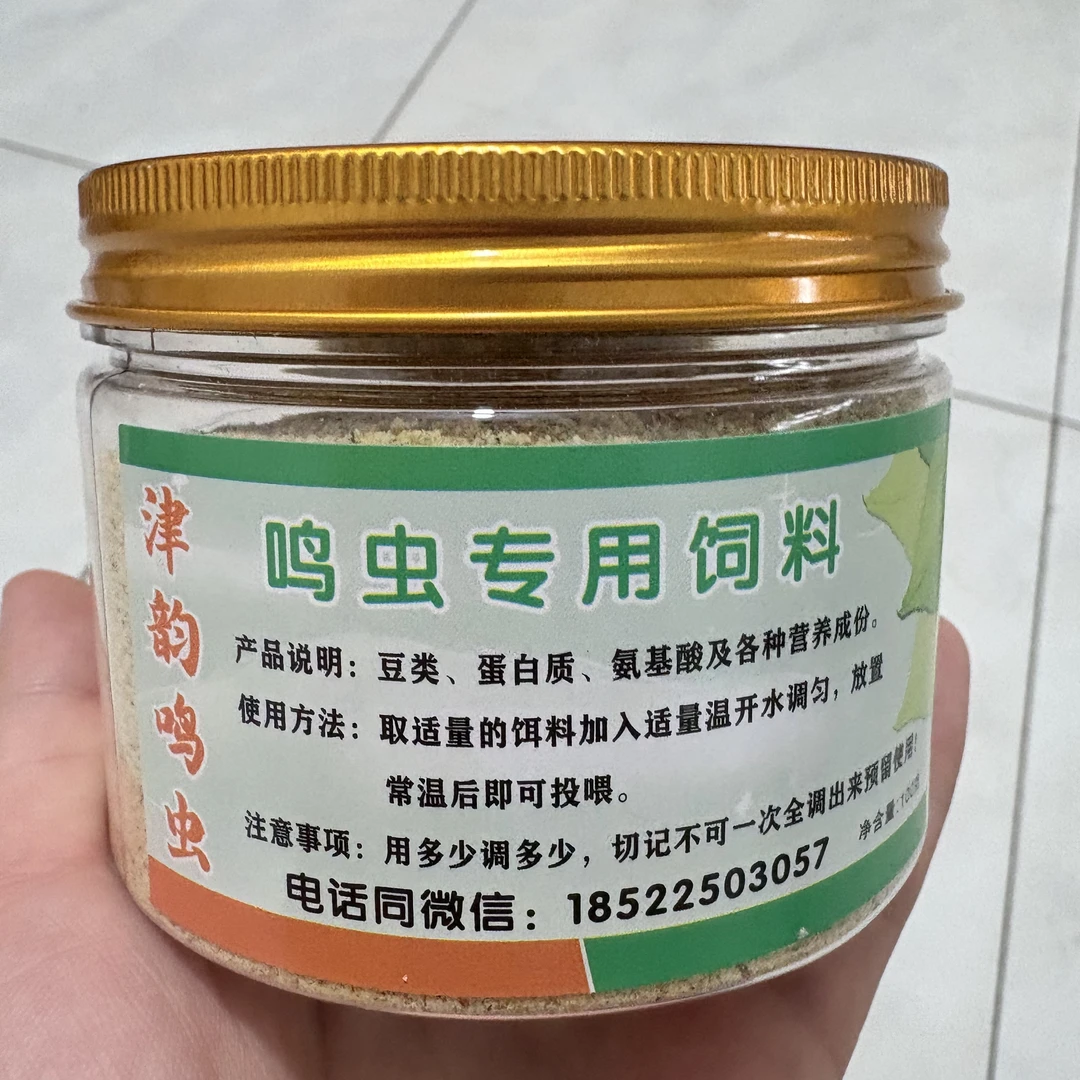 津韵鸣虫
鸣虫专用饲料
产品说明：豆类、蛋白质、氨基酸及各种营养成份。
使用方法：取适量的饵料加入适量温开水调匀，放置
常温后即可投喂。
注意事项：用多少调多少，切记不可一次全调出来预留使用！
净含量：
电话同微信：18522503057